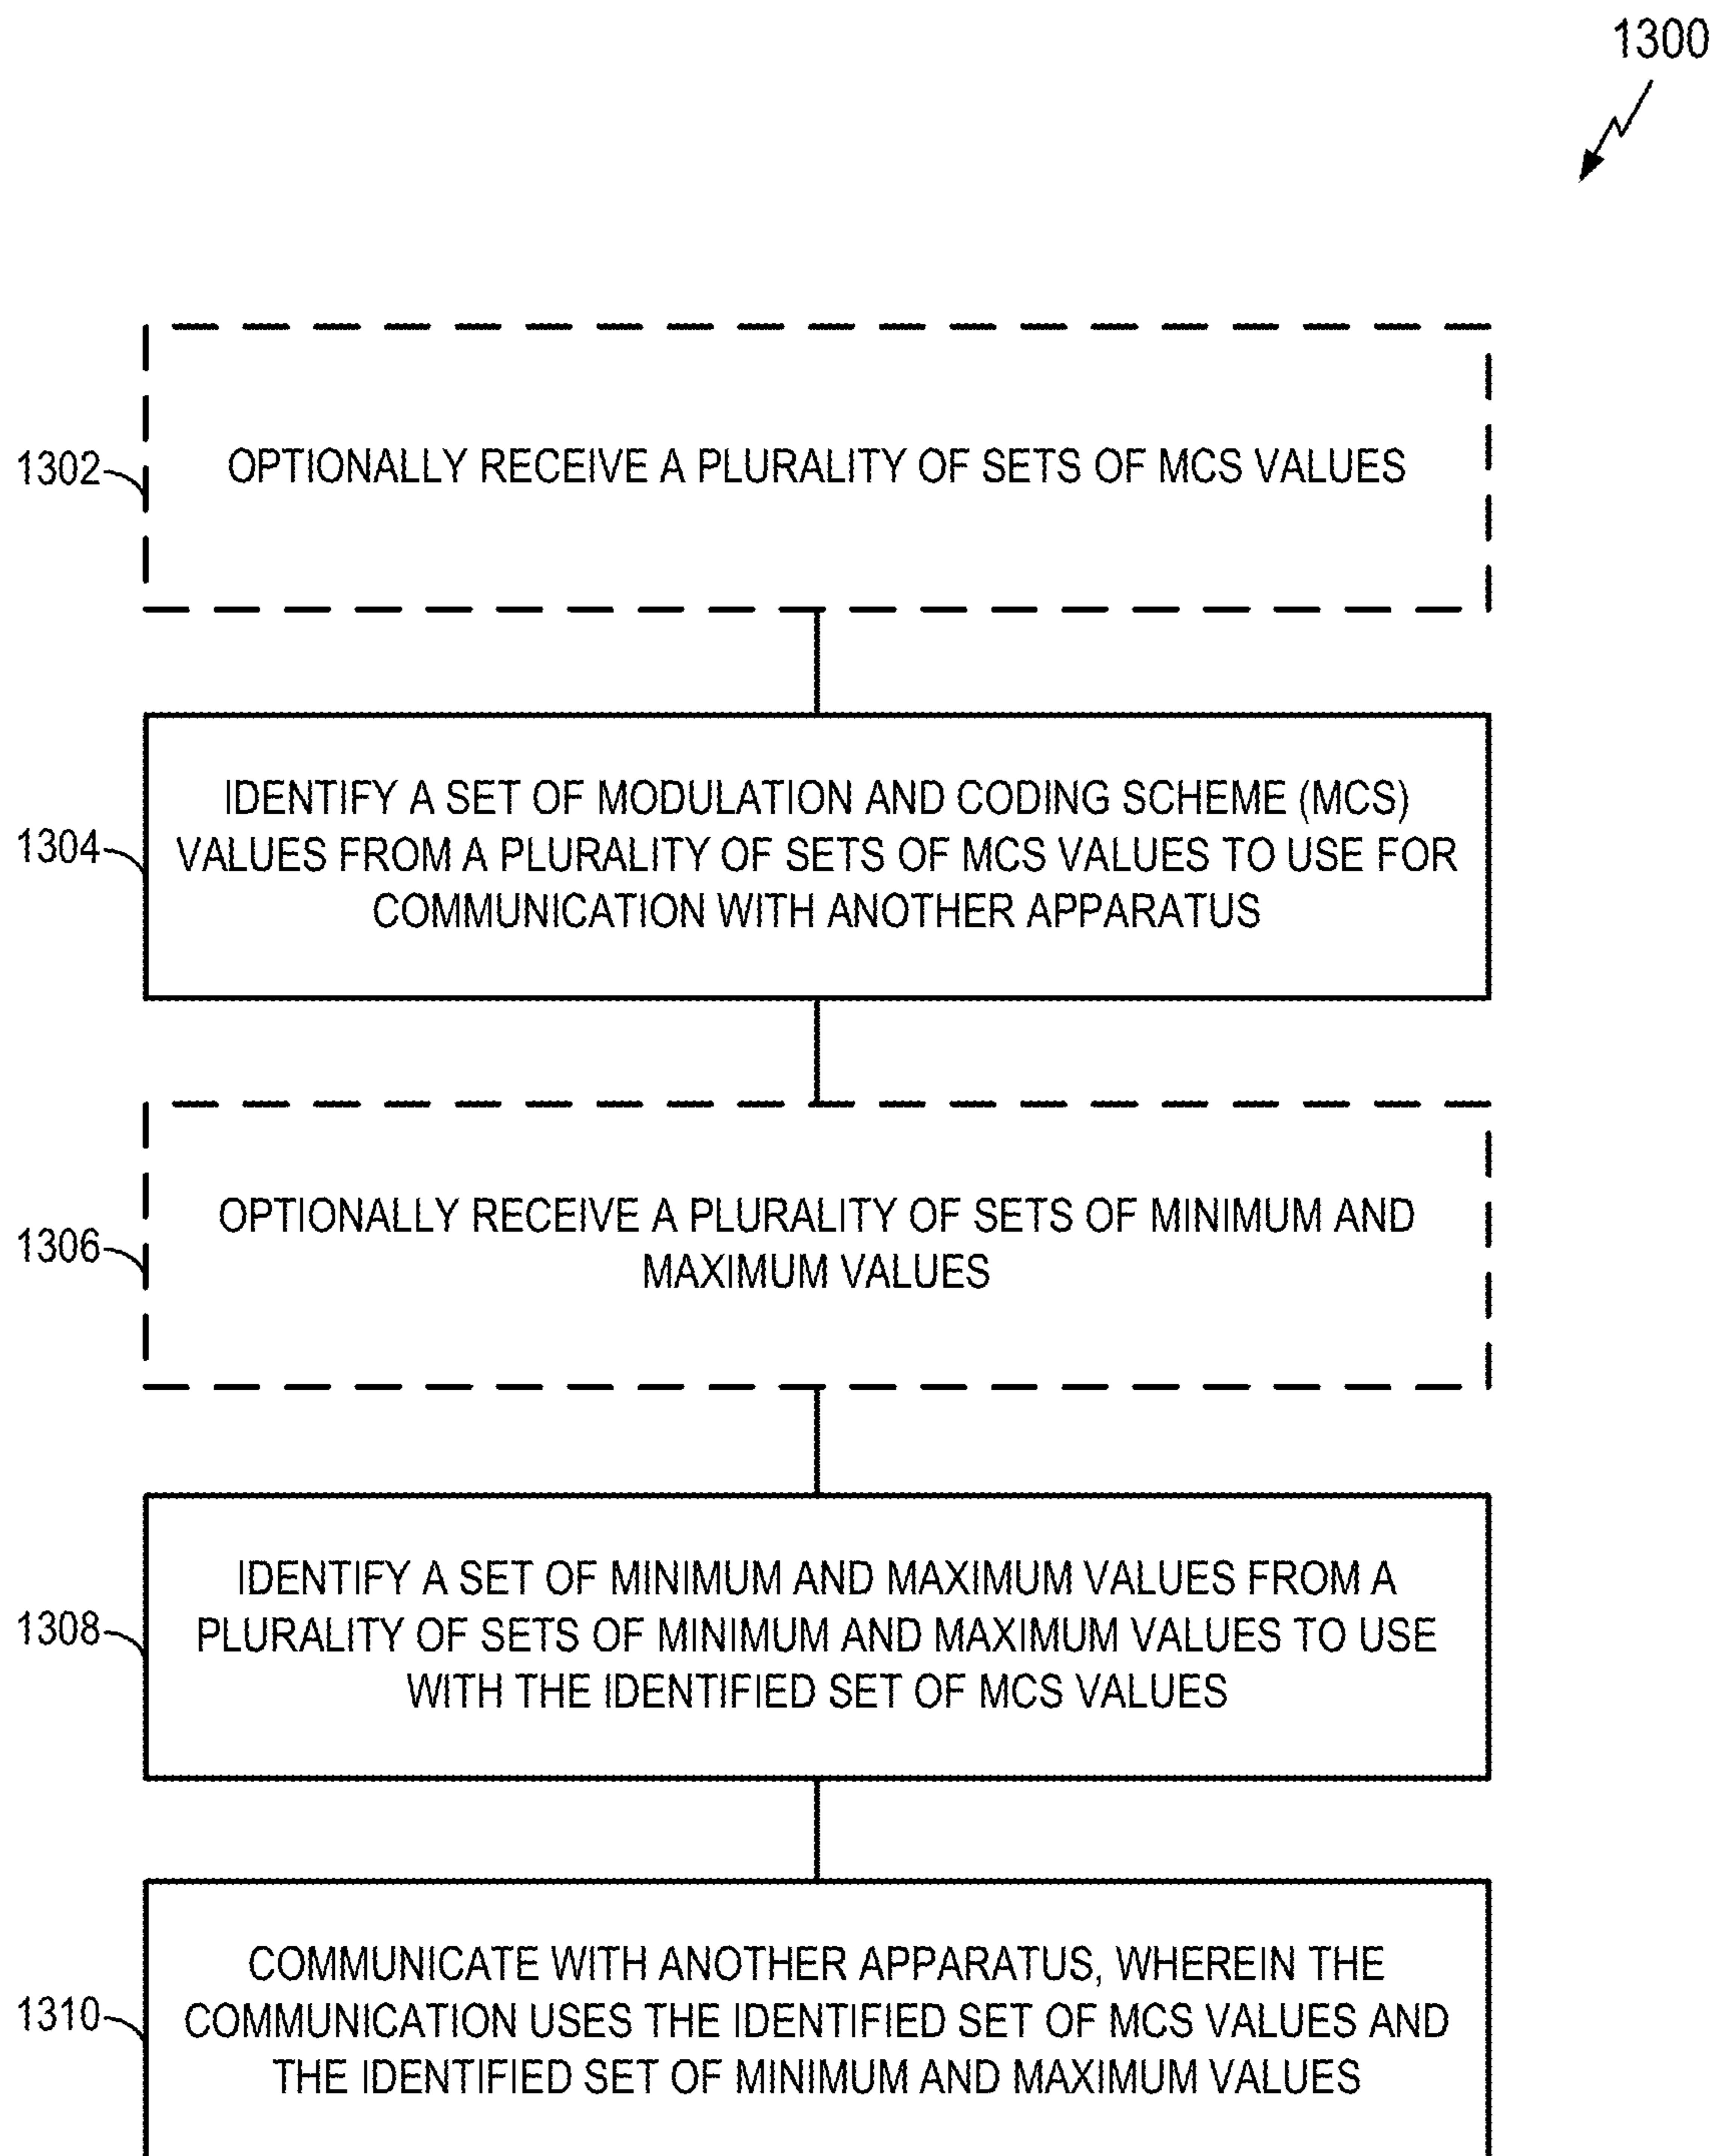 1300
1302
OPTIONALLY RECEIVE A PLURALITY OF SETS OF MCS VALUES
1304
IDENTIFY A SET OF MODULATION AND CODING SCHEME (MCS)
VALUES FROM A PLURALITY OF SETS OF MCS VALUES TO USE FOR
COMMUNICATION WITH ANOTHER APPARATUS
1306
OPTIONALLY RECEIVE A PLURALITY OF SETS OF MINIMUM AND
MAXIMUM VALUES
1308
IDENTIFY A SET OF MINIMUM AND MAXIMUM VALUES FROM A
PLURALITY OF SETS OF MINIMUM AND MAXIMUM VALUES TO USE
WITH THE IDENTIFIED SET OF MCS VALUES
1310
COMMUNICATE WITH ANOTHER APPARATUS, WHEREIN THE
COMMUNICATION USES THE IDENTIFIED SET OF MCS VALUES AND
THE IDENTIFIED SET OF MINIMUM AND MAXIMUM VALUES